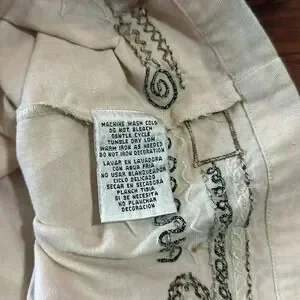 MACHINE WASH COLD
DO NOT BLEACH
GENTLE CYCLE
TUMBLE DRY LOW
WARM IRON AS NEEDED
DO NOT IRON DECORATION
LAVAR EN LAVADORA
CON AGUA FRIA
NO USAR BLANQUEADOR
CICLO DELICADO
SECAR EN SECADORA
PLANCH TIBIA
SI SE NECESITA
NO PLANCHAR
DECORACIÓN